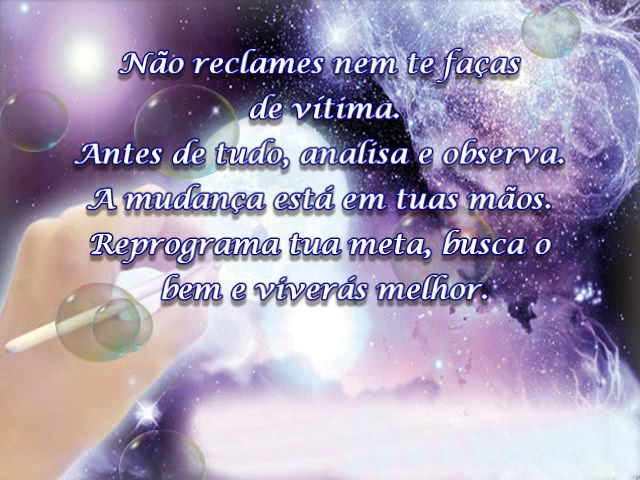 Não reclames nem te faças
de vítima.
Antes de tudo, analisa e observa.
A mudança está em tuas mãos.
Reprograma tua meta, busca o
bem e viverás melhor.